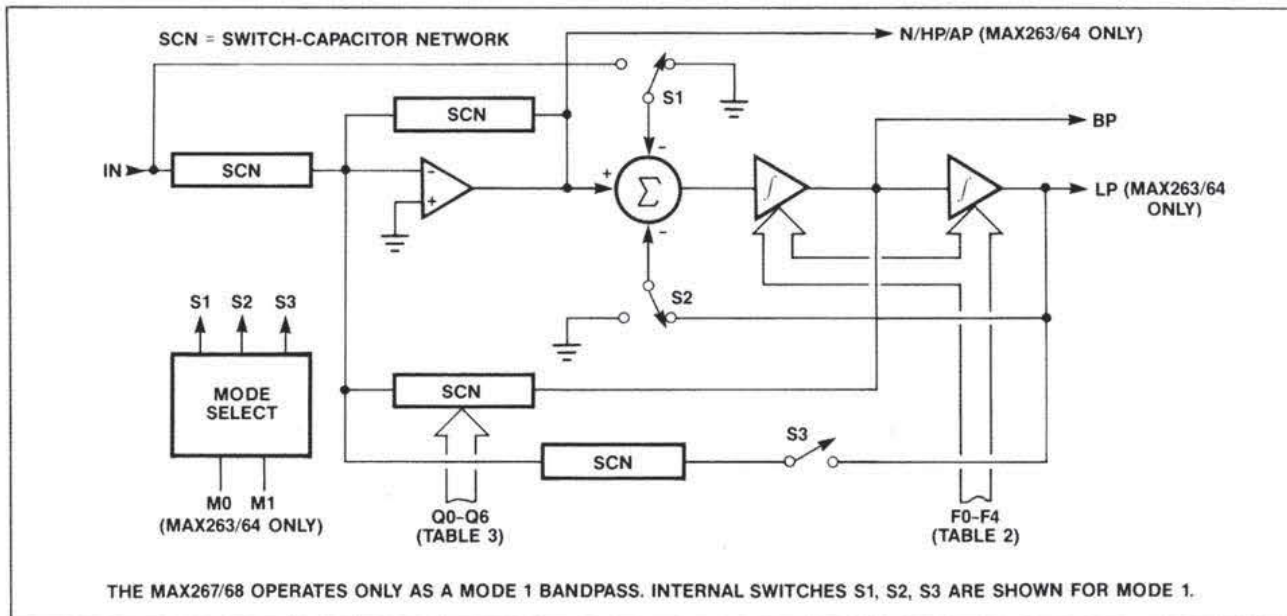 SCN = SWITCH-CAPACITOR NETWORK
N/HP/AP (MAX263/64 ONLY)
S1
SCN
BP
IN
SCN
-
+
+
-
Σ
-
∫
∫
LP (MAX263/64
ONLY)
S2
S1 S2 S3
MODE
SELECT
SCN
SCN
S3
M0 M1
(MAX263/64 ONLY)
Q0-Q6
(TABLE 3)
F0-F4
(TABLE 2)
THE MAX267/68 OPERATES ONLY AS A MODE 1 BANDPASS. INTERNAL SWITCHES S1, S2, S3 ARE SHOWN FOR MODE 1.